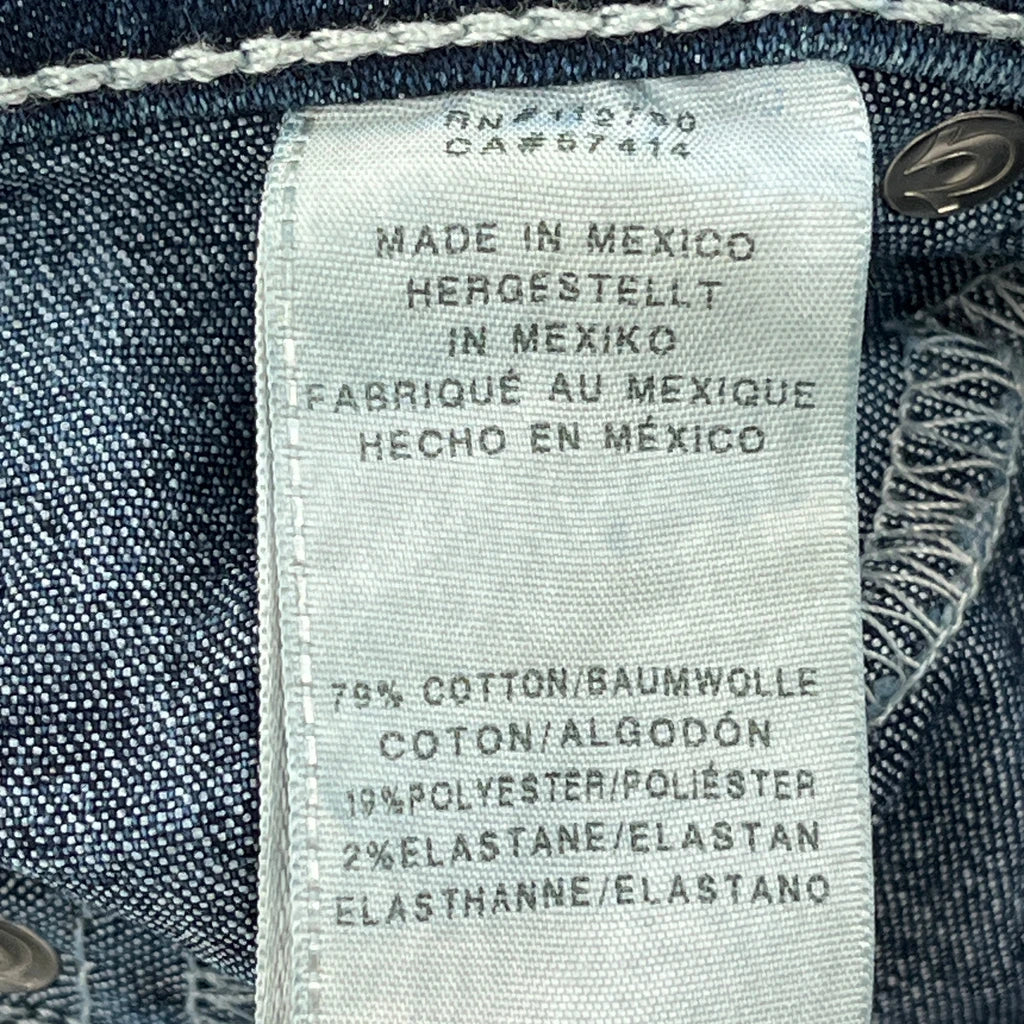 CA#57414
MADE IN MEXICO
HERGESTELLT
IN MEXIKO
FABRIQUÉ AU MEXIQUE
HECHO EN MÉXICO
79% COTTON/BAUMWOLLE
COTON/ALGODÓN
19%POLYESTER/POLIÉSTER
2%ELASTANE/ELASTAN
ELASTHANNE/ELASTANO